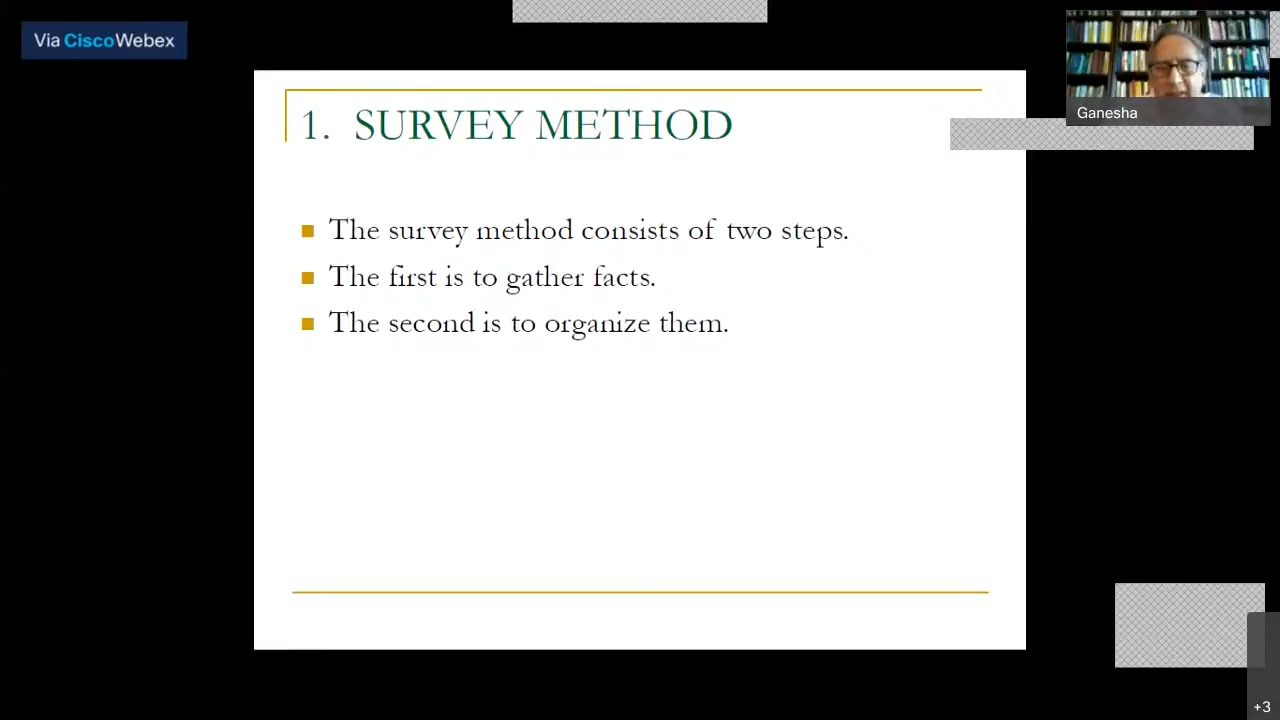 Via CiscoWebex
Ganesha
1. SURVEY METHOD
The survey method consists of two steps.
The first is to gather facts.
The second is to organize them.
+3